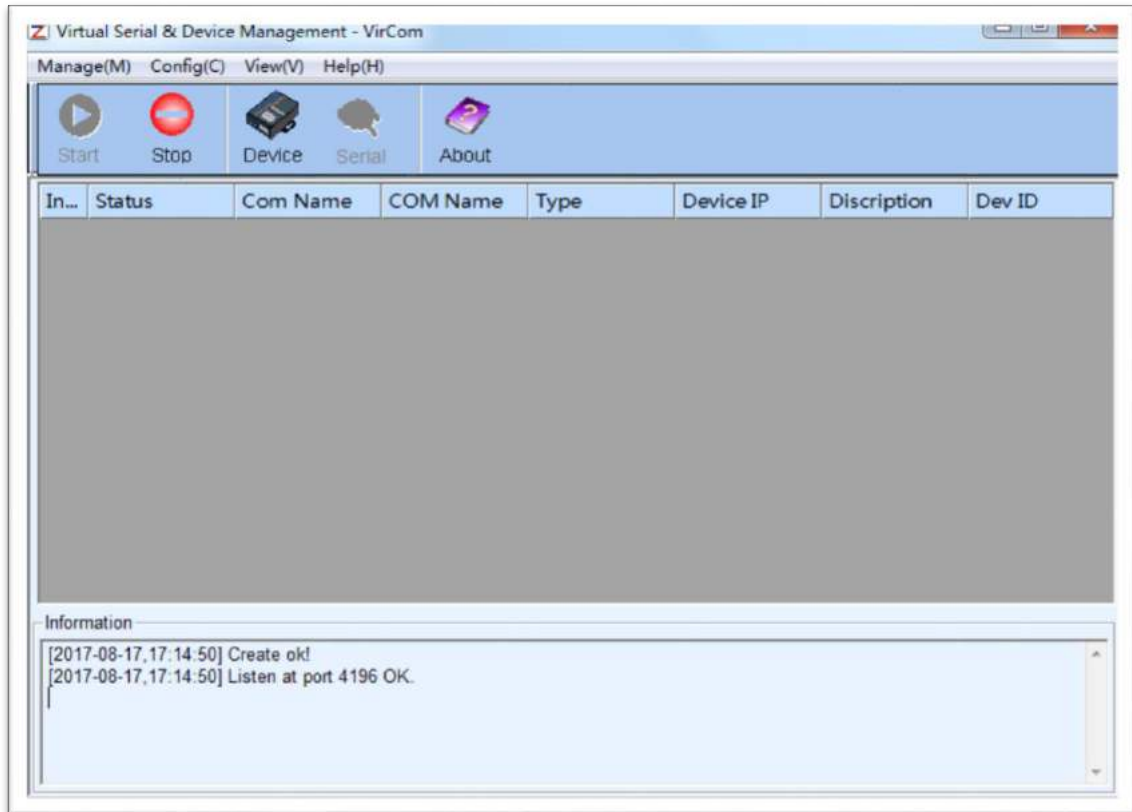 Z Virtual Serial & Device Management - VirCom
Manage(M) Config(C) View(V) Help(H)
Start Stop Device Serial About
In... Status Com Name COM Name Type Device IP Discription Dev ID
Information
[2017-08-17,17:14:50] Create ok!
[2017-08-17,17:14:50] Listen at port 4196 OK.